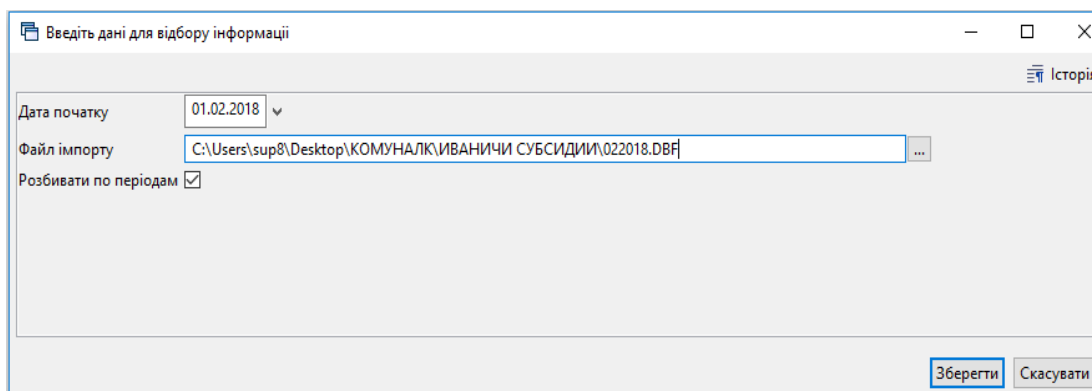 Введіть дані для відбору інформації
Історія
Дата початку 01.02.2018
Файл імпорту C:\Users\sup8\Desktop\КОМУНАЛК\ИВАНИЧИ СУБСИДИИ\022018.DBF ...
Розбивати по періодам
Зберегти Скасувати